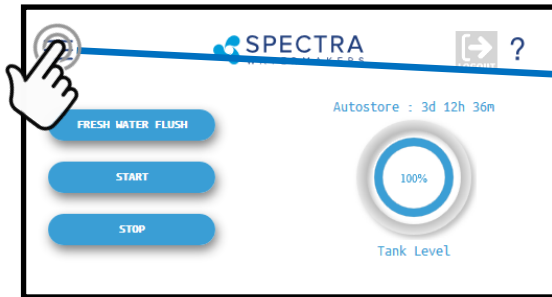 SPECTRA
?
Autostore : 3d 12h 36m
FRESH WATER FLUSH
START
100%
STOP
Tank Level